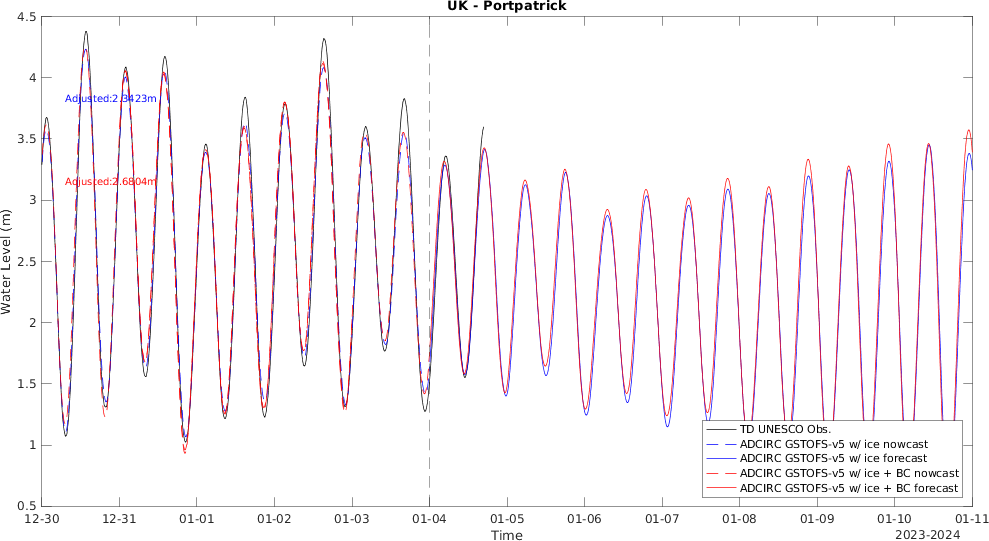 UK - Portpatrick
4.5
4
3.5
3
2.5
2
1.5
1
0.5
Water Level (m)
Adjusted:2.3423m
Adjusted:2.6804m
TD UNESCO Obs.
ADCIRC GSTOFS-v5 w/ ice nowcast
ADCIRC GSTOFS-v5 w/ ice forecast
ADCIRC GSTOFS-v5 w/ ice + BC nowcast
ADCIRC GSTOFS-v5 w/ ice + BC forecast
12-30 12-31 01-01 01-02 01-03 01-04 01-05 01-06 01-07 01-08 01-09 01-10 01-11
Time
2023-2024